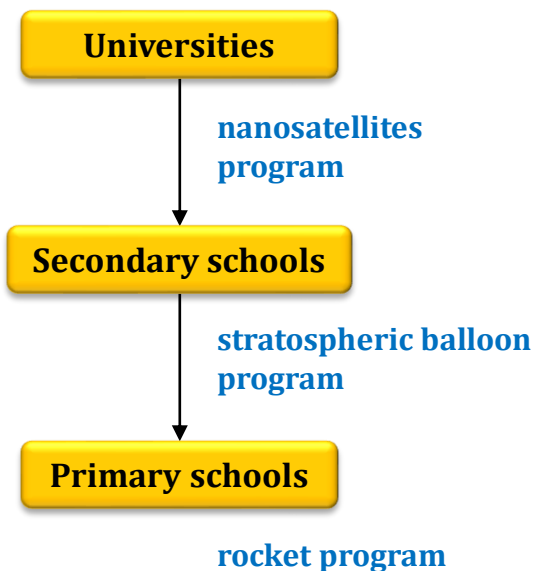 Universities
nanosatellites
program
Secondary schools
stratospheric balloon
program
Primary schools
rocket program